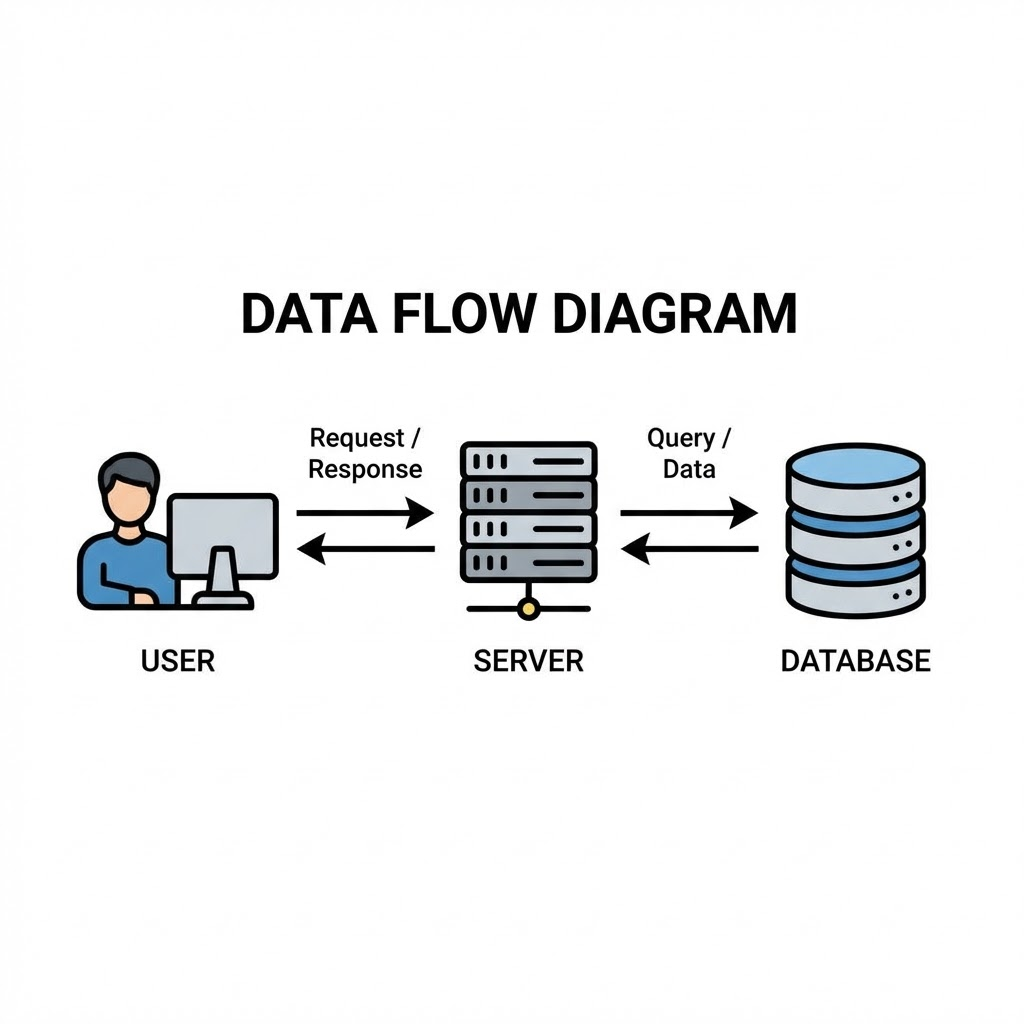 DATA FLOW DIAGRAM
Request /
Response
Query /
Data
USER
SERVER
DATABASE